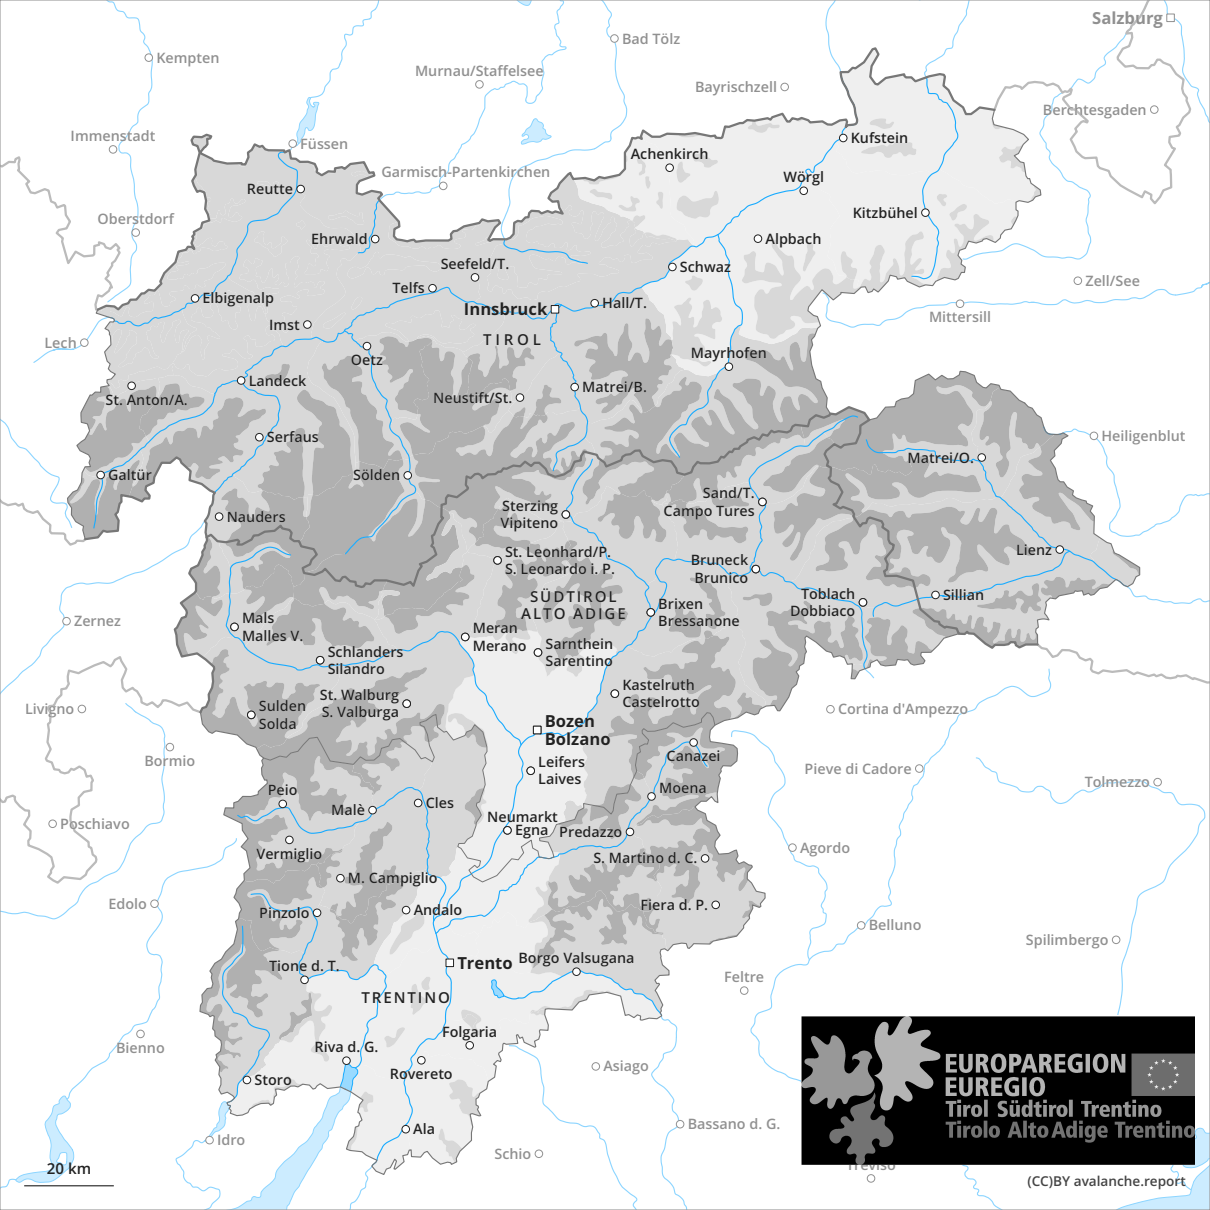 Salzburg
Kempten
Bad Tölz
Murnau/Staffelsee
Bayrischzell
Berchtesgaden
Immenstadt
Füssen
Kufstein
Achenkirch
Garmisch-Partenkirchen
Wörgl
Reutte
Oberstdorf
Kitzbühel
Ehrwald
Alpbach
Seefeld/T.
Schwaz
Zell/See
Telfs
Elbigenalp
Hall/T.
Innsbruck
Mittersill
Imst
TIROL
Lech
Oetz
Mayrhofen
Landeck
Matrei/B.
St. Anton/A.
Neustift/St.
Serfaus
Heiligenblut
Matrei/O.
Galtür
Sölden
Sand/T.
Campo Tures
Sterzing
Vipiteno
Nauders
Lienz
St. Leonhard/P.
S. Leonardo i. P.
Bruneck
Brunico
SÜDTIROL
ALTO ADIGE
Toblach
Dobbiaco
Sillian
Brixen
Bressanone
Zernez
Mals
Malles V.
Meran
Merano
Sarnthein
Sarentino
Schlanders
Silandro
Kastelruth
Castelrotto
St. Walburg
S. Valburga
Livigno
Sulden
Solda
Cortina d'Ampezzo
Bozen
Bolzano
Bormio
Canazei
Leifers
Laives
Pieve di Cadore
Tolmezzo
Peio
Moena
Malè
Cles
Neumarkt
Egna
Predazzo
Poschiavo
Vermiglio
Agordo
S. Martino d. C.
M. Campiglio
Edolo
Pinzolo
Andalo
Fiera d. P.
Belluno
Spilimbergo
Trento
Borgo Valsugana
Tione d. T.
Feltre
TRENTINO
Bienno
Folgaria
Riva d. G.
Rovereto
Asiago
Storo
EUROPAREGION
EUREGIO
Tirol Südtirol Trentino
Tirolo Alto Adige Trentino
Ala
Bassano d. G.
Idro
Schio
Treviso
20 km
(CC)BY avalanche.report